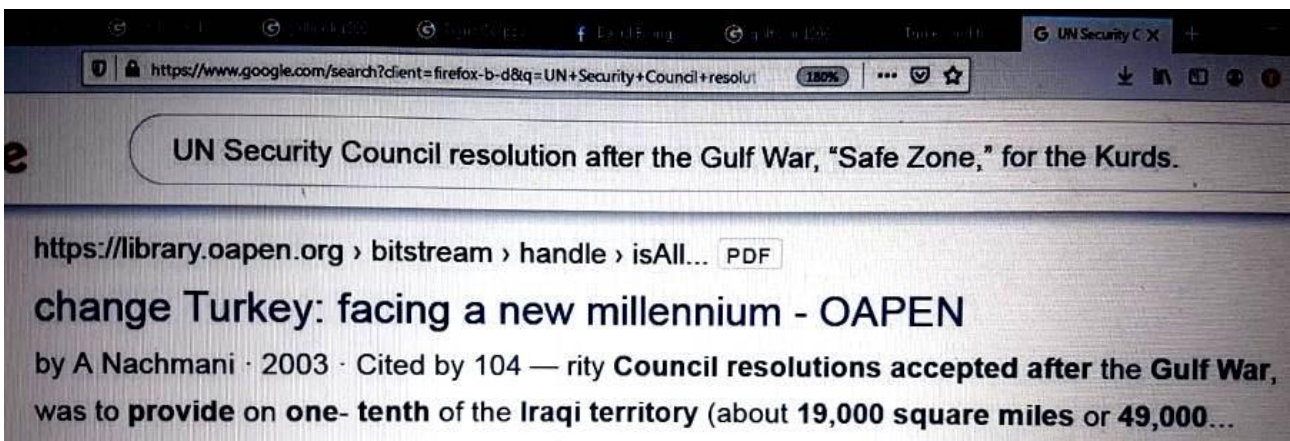 UN Security C
https://www.google.com/search?client=firefox-b-d&q=UN+Security+Council+resolut 180%
e UN Security Council resolution after the Gulf War, “Safe Zone,” for the Kurds.
https://library.oapen.org › bitstream › handle › isAll... PDF
change Turkey: facing a new millennium - OAPEN
by A Nachmani · 2003 · Cited by 104 — rity Council resolutions accepted after the Gulf War,
was to provide on one- tenth of the Iraqi territory (about 19,000 square miles or 49,000...